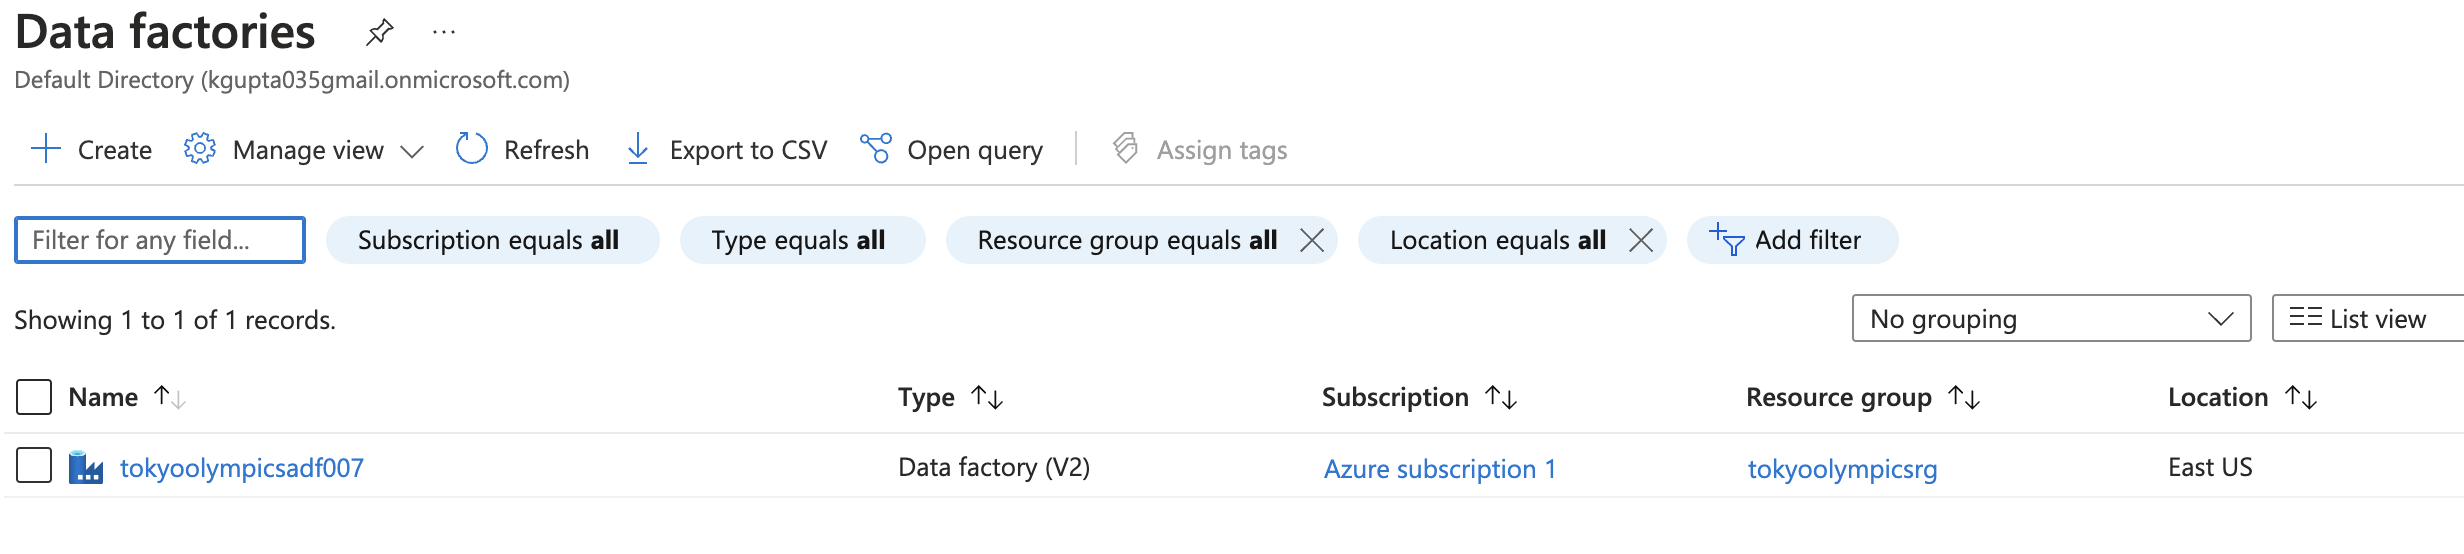 Data factories ...
Default Directory (kgupta035gmail.onmicrosoft.com)
Create Manage view Refresh Export to CSV Open query Assign tags
Filter for any field... Subscription equals all Type equals all Resource group equals all Location equals all Add filter
Showing 1 to 1 of 1 records. No grouping List view
Name Type Subscription Resource group Location
tokyoolympicsadf007 Data factory (V2) Azure subscription 1 tokyoolympicsrg East US